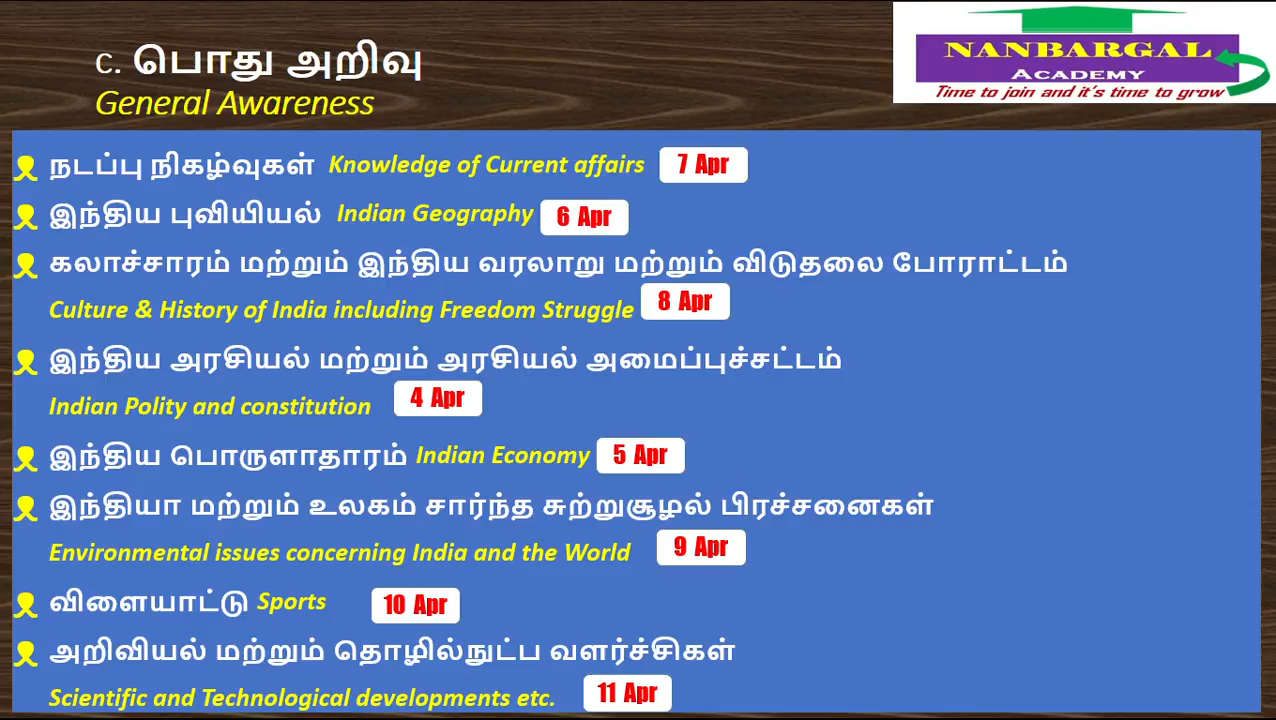 c. பொது அறிவு
General Awareness
NANBARGAL
ACADEMY
Time to join and it's time to grow
நடப்பு நிகழ்வுகள் Knowledge of Current affairs 7 Apr
இந்திய புவியியல் Indian Geography 6 Apr
கலாச்சாரம் மற்றும் இந்திய வரலாறு மற்றும் விடுதலை போராட்டம்
Culture & History of India including Freedom Struggle 8 Apr
இந்திய அரசியல் மற்றும் அரசியல் அமைப்புச்சட்டம்
Indian Polity and constitution 4 Apr
இந்திய பொருளாதாரம் Indian Economy 5 Apr
இந்தியா மற்றும் உலகம் சார்ந்த சுற்றுசூழல் பிரச்சனைகள்
Environmental issues concerning India and the World 9 Apr
விளையாட்டு Sports 10 Apr
அறிவியல் மற்றும் தொழில்நுட்ப வளர்ச்சிகள்
Scientific and Technological developments etc. 11 Apr